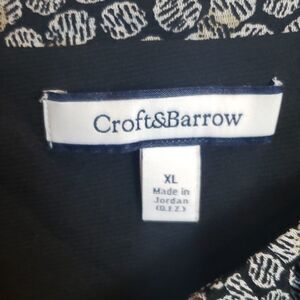 Croft&Barrow
XL
Made in
Jordan
(Q.I.Z.)